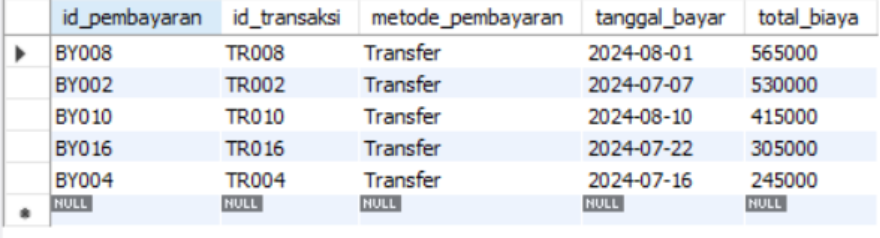 id_pembayaran id_transaksi metode_pembayaran tanggal_bayar total_biaya
BY008 TR008 Transfer 2024-08-01 565000
BY002 TR002 Transfer 2024-07-07 530000
BY010 TR010 Transfer 2024-08-10 415000
BY016 TR016 Transfer 2024-07-22 305000
BY004 TR004 Transfer 2024-07-16 245000
NULL NULL NULL NULL NULL